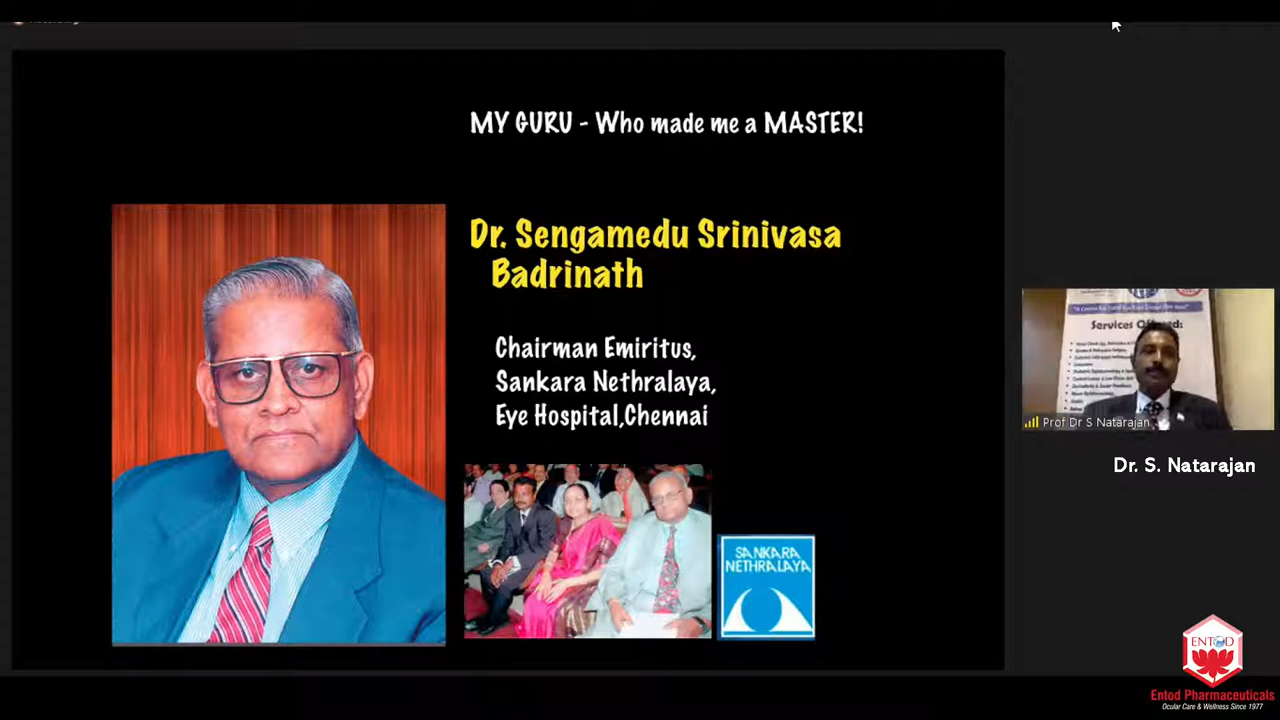 MY GURU - Who made me a MASTER!
Dr. Sengamedu Srinivasa
Badrinath
Chairman Emiritus,
Sankara Nethralaya,
Eye Hospital,Chennai
SANKARA
NETHRALAYA
Services Offered:
Prof Dr S Natarajan
Dr. S. Natarajan
ENTOD
Entod Pharmaceuticals
Ocular Care & Wellness Since 1977